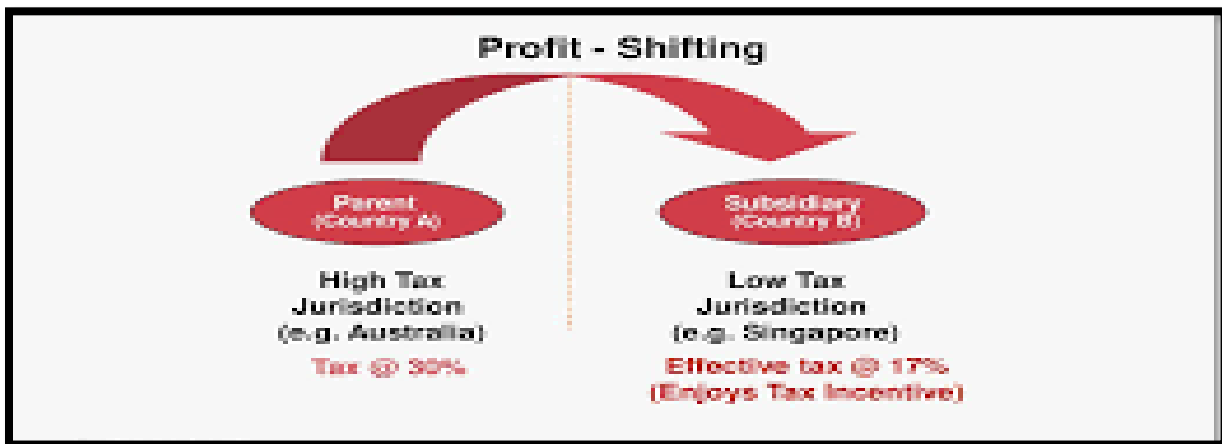 Profit - Shifting
Parent
(Country A)
Subsidiary
(Country B)
High Tax
Jurisdiction
(e.g. Australia)
Tax @ 30%
Low Tax
Jurisdiction
(e.g. Singapore)
Effective tax @ 17%
(Enjoys Tax Incentive)